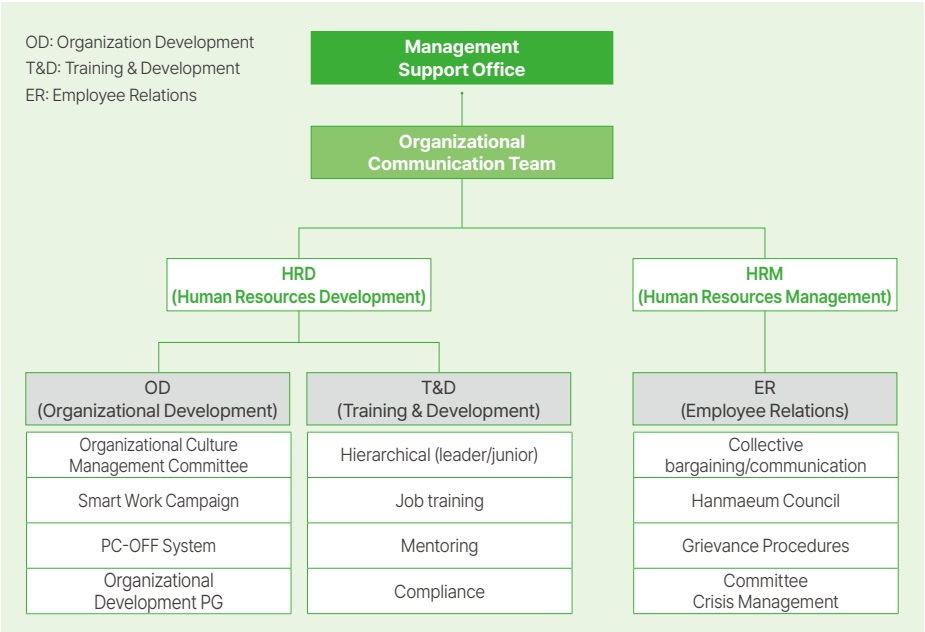 OD: Organization Development
T&D: Training & Development
ER: Employee Relations
Management
Support Office
Organizational
Communication Team
HRD
(Human Resources Development)
HRM
(Human Resources Management)
OD
(Organizational Development)
Organizational Culture
Management Committee
Smart Work Campaign
PC-OFF System
Organizational
Development PG
T&D
(Training & Development)
Hierarchical (leader/junior)
Job training
Mentoring
Compliance
ER
(Employee Relations)
Collective
bargaining/communication
Hanmaeum Council
Grievance Procedures
Committee
Crisis Management